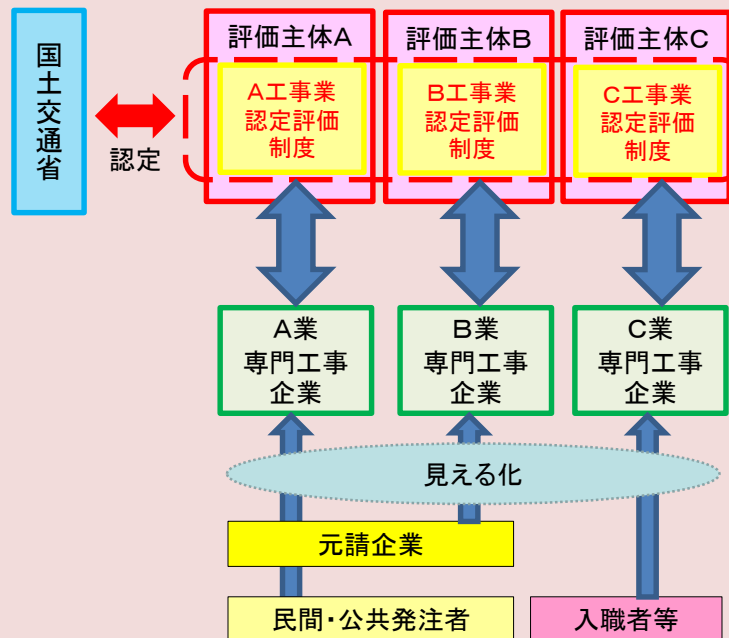 国土交通省
認定
評価主体A
A工事業
認定評価
制度
評価主体B
B工事業
認定評価
制度
評価主体C
C工事業
認定評価
制度
A業
専門工事
企業
B業
専門工事
企業
C業
専門工事
企業
見える化
元請企業
民間・公共発注者
入職者等